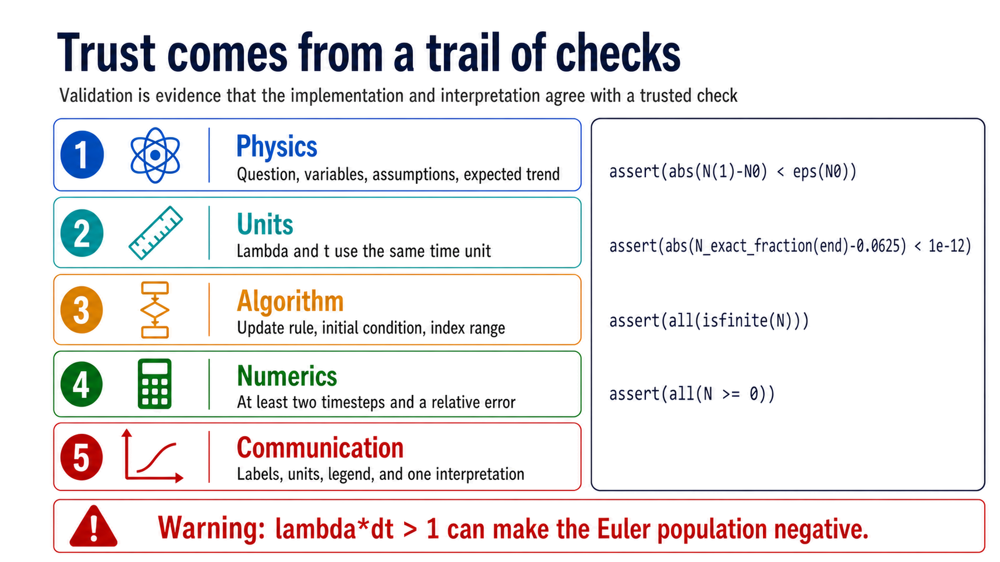 Trust comes from a trail of checks
Validation is evidence that the implementation and interpretation agree with a trusted check
1
Physics
Question, variables, assumptions, expected trend
2
Units
Lambda and t use the same time unit
3
Algorithm
Update rule, initial condition, index range
4
Numerics
At least two timesteps and a relative error
5
Communication
Labels, units, legend, and one interpretation
assert(abs(N(1)-N0) < eps(N0))
assert(abs(N_exact_fraction(end)-0.0625) < 1e-12)
assert(all(isfinite(N)))
assert(all(N >= 0))
Warning: lambda*dt > 1 can make the Euler population negative.